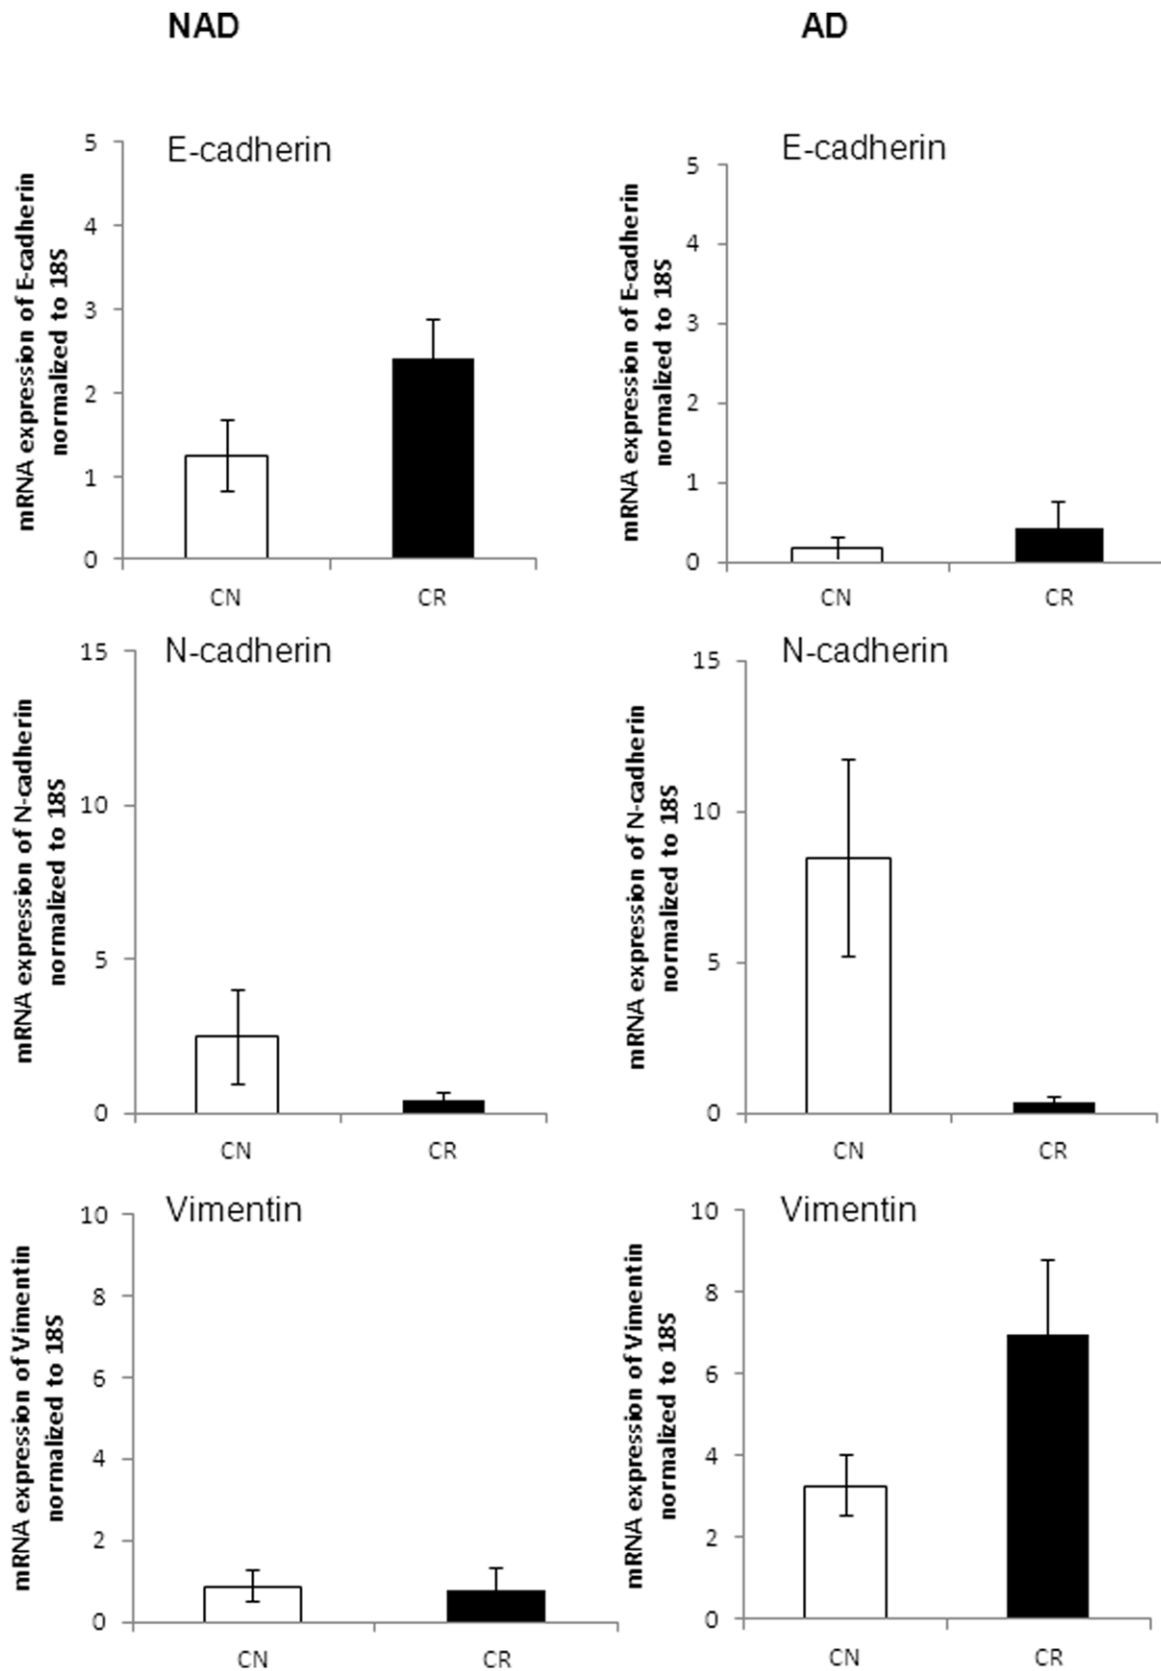 NAD
AD
E-cadherin
mRNA expression of E-cadherin
normalized to 18S
5
4
3
2
1
0
CN CR
E-cadherin
mRNA expression of E-cadherin
normalized to 18S
5
4
3
2
1
0
CN CR
N-cadherin
mRNA expression of N-cadherin
normalized to 18S
15
10
5
0
CN CR
N-cadherin
mRNA expression of N-cadherin
normalized to 18S
15
10
5
0
CN CR
Vimentin
mRNA expression of Vimentin
normalized to 18S
10
8
6
4
2
0
CN CR
Vimentin
mRNA expression of Vimentin
normalized to 18S
10
8
6
4
2
0
CN CR